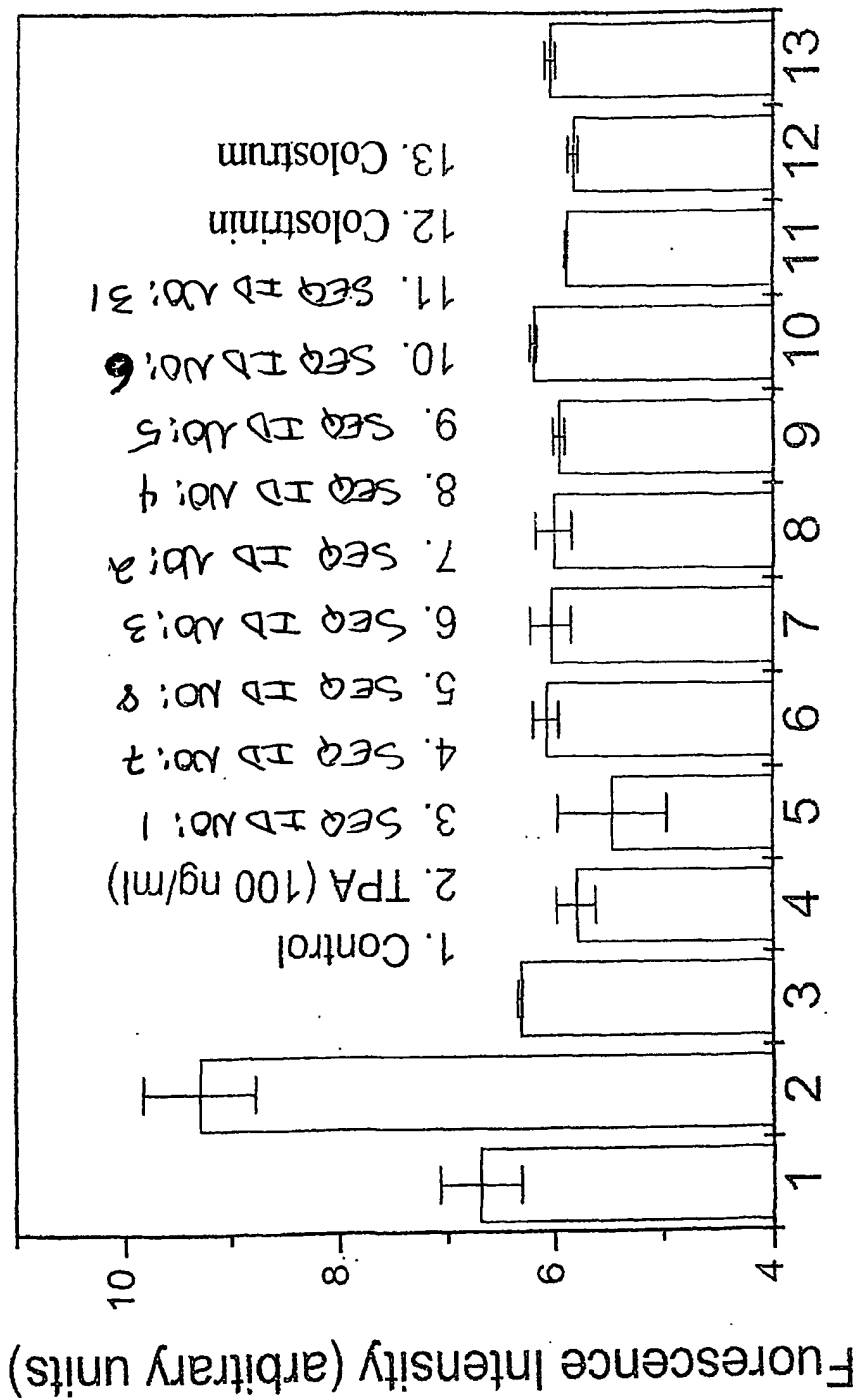 Fuorescence Intensity (arbitrary units)
10
8
6
4
1. Control
2. TPA (100 ng/ml)
3. SEQ ID NO: 1
4. SEQ ID NO: 7
5. SEQ ID NO: 8
6. SEQ ID NO: 3
7. SEQ ID NO: 2
8. SEQ ID NO: 4
9. SEQ ID NO: 5
10. SEQ ID NO: 6
11. SEQ ID NO: 31
12. Colostrinin
13. Colostrum
1 2 3 4 5 6 7 8 9 10 11 12 13